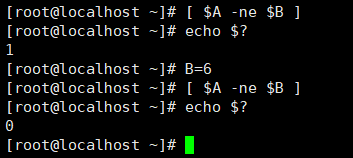 [root@localhost ~]# [ $A -ne $B ]
[root@localhost ~]# echo $?
1
[root@localhost ~]# B=6
[root@localhost ~]# [ $A -ne $B ]
[root@localhost ~]# echo $?
0
[root@localhost ~]#